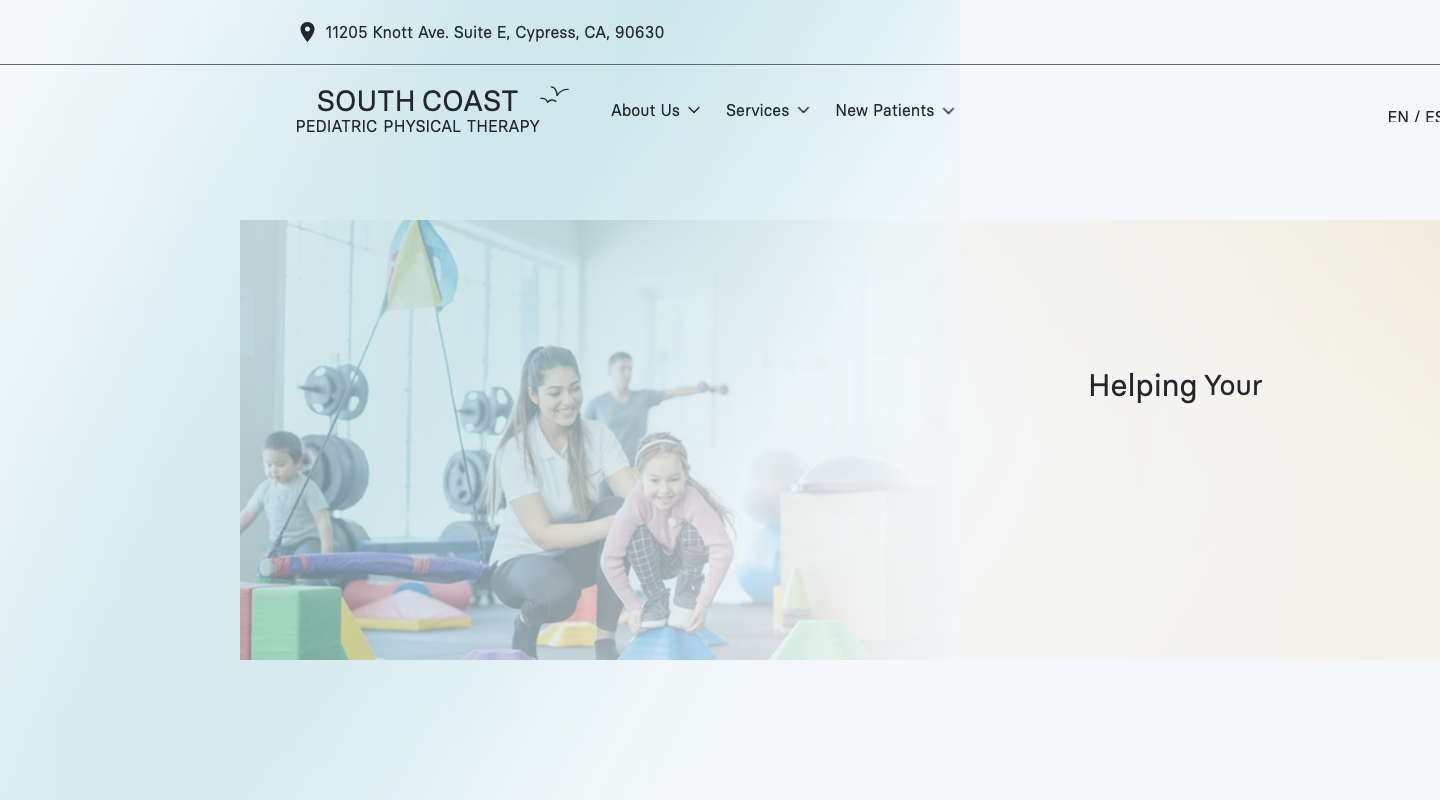 11205 Knott Ave. Suite E, Cypress, CA, 90630
SOUTH COAST
PEDIATRIC PHYSICAL THERAPY
About Us
Services
New Patients
EN / ES
Helping Your